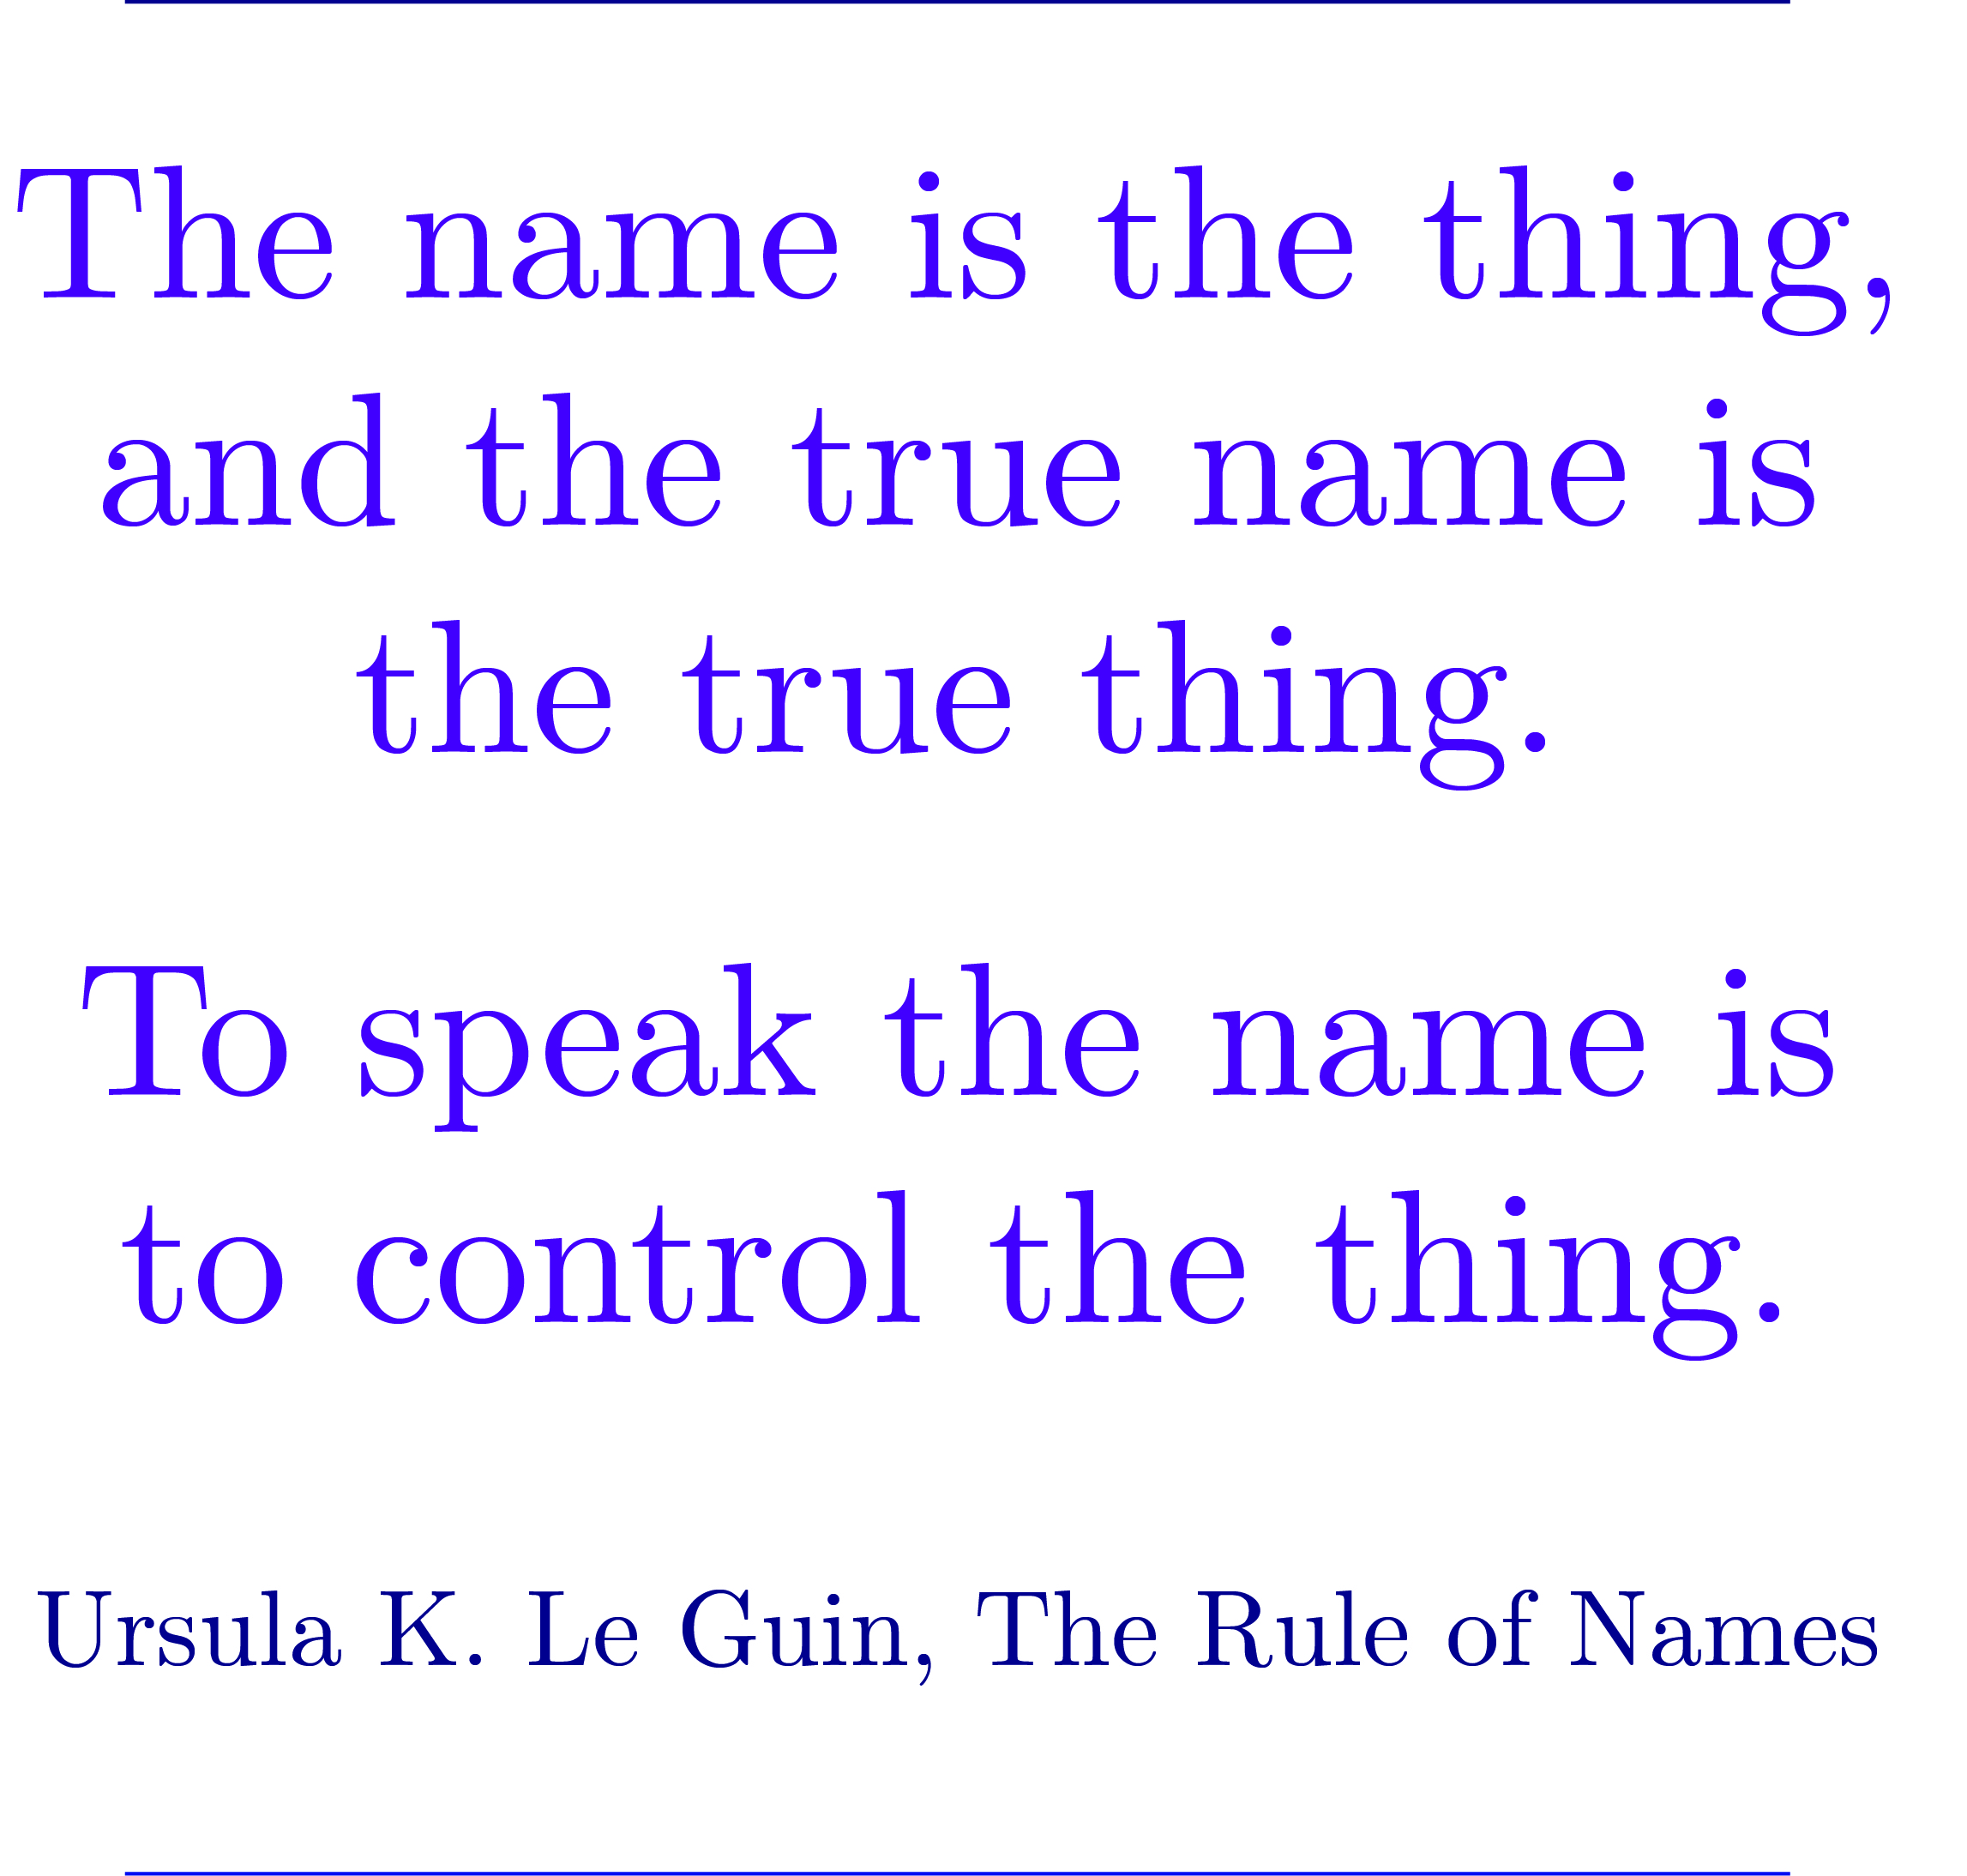 The name is the thing,
and the true name is
the true thing.
To speak the name is
to control the thing.
Ursula K. Le Guin, The Rule of Names